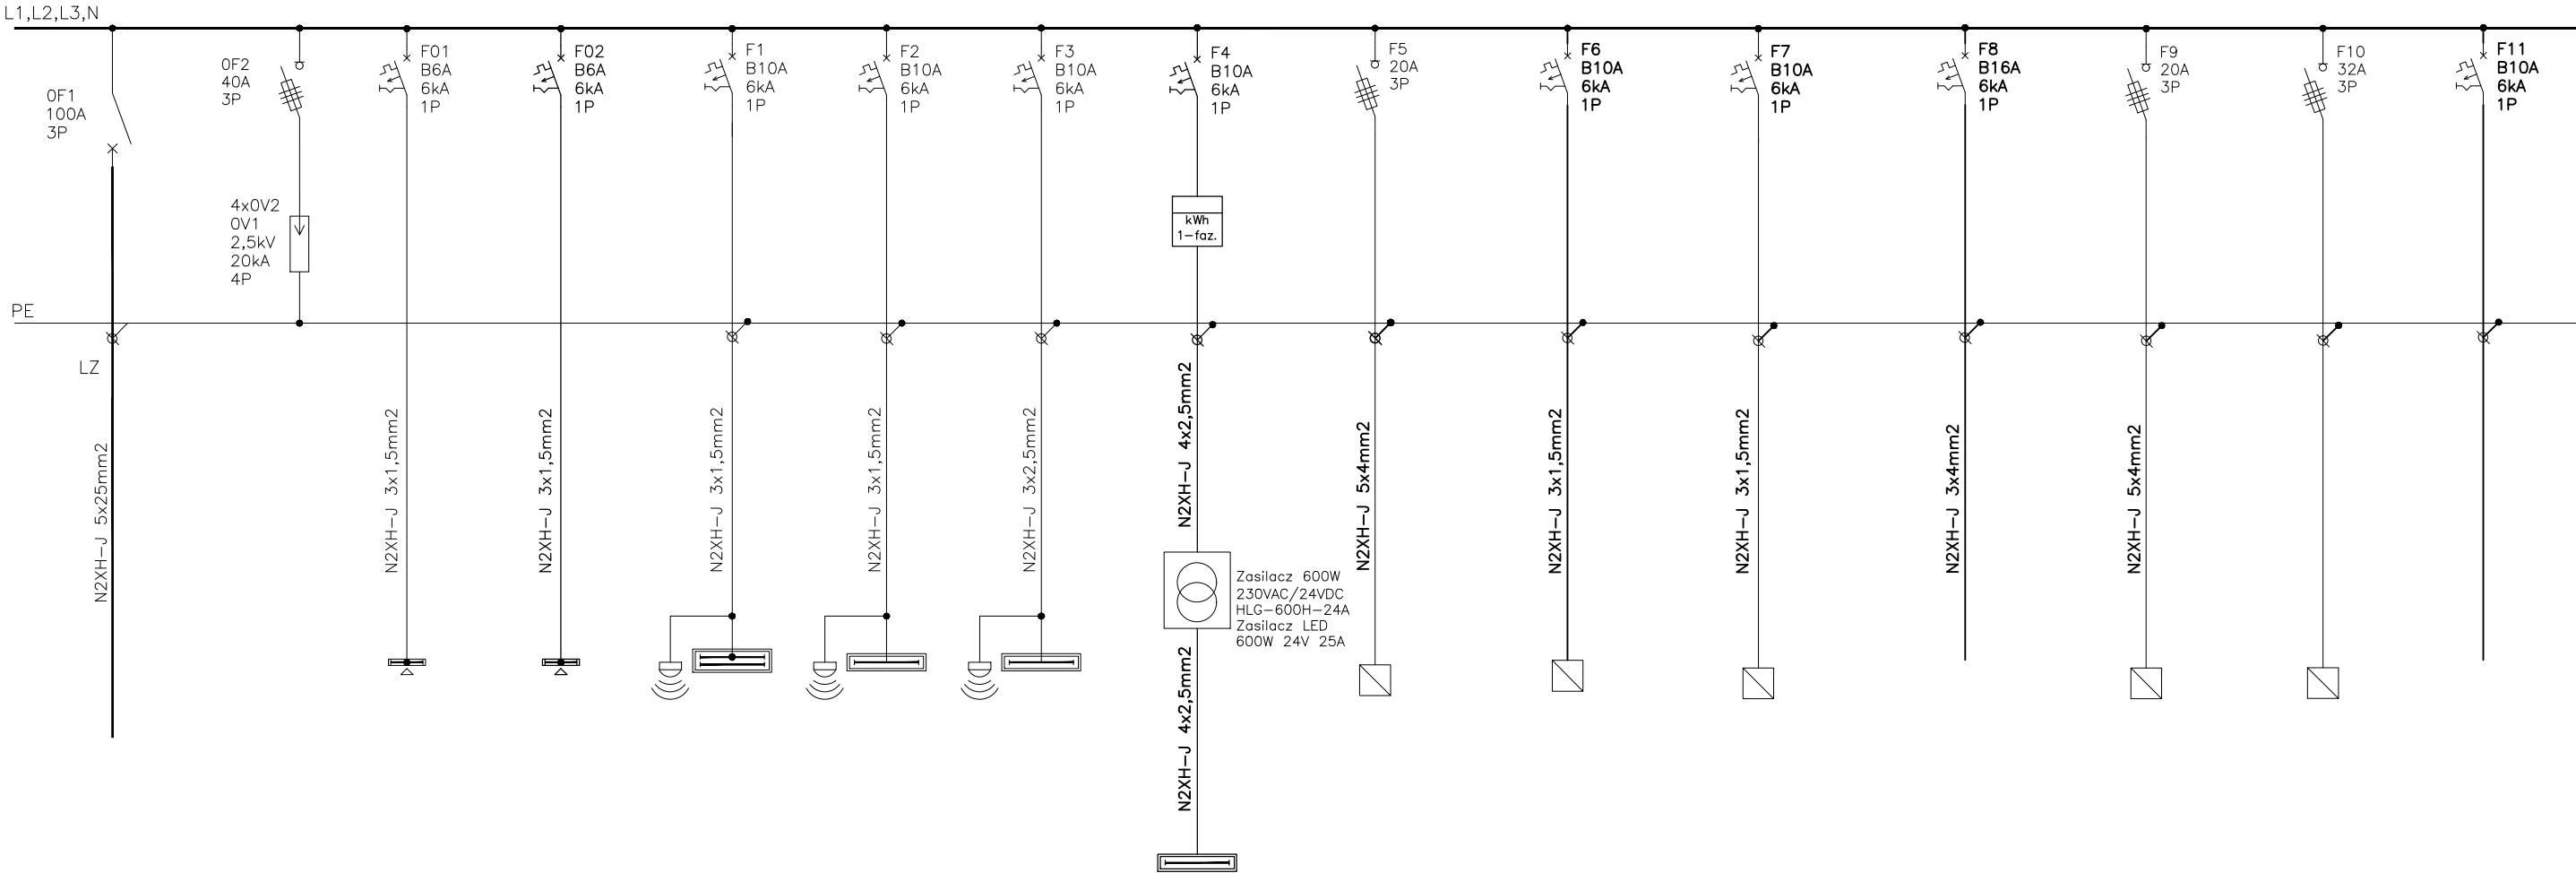 L1,L2,L3,N
0F1
100A
3P
0F2
40A
3P
4x0V2
0V1
2,5kV
20kA
4P
F01
B6A
6kA
1P
F02
B6A
6kA
1P
F1
B10A
6kA
1P
F2
B10A
6kA
1P
F3
B10A
6kA
1P
F4
B10A
6kA
1P
kWh
1-faz.
F5
20A
3P
F6
B10A
6kA
1P
F7
B10A
6kA
1P
F8
B16A
6kA
1P
F9
20A
3P
F10
32A
3P
F11
B10A
6kA
1P
PE
LZ
N2XH-J 5x25mm2
N2XH-J 3x1,5mm2
N2XH-J 3x1,5mm2
N2XH-J 3x1,5mm2
N2XH-J 3x1,5mm2
N2XH-J 3x2,5mm2
N2XH-J 4x2,5mm2
Zasilacz 600W
230VAC/24VDC
HLG-600H-24A
Zasilacz LED
600W 24V 25A
N2XH-J 4x2,5mm2
N2XH-J 5x4mm2
N2XH-J 3x1,5mm2
N2XH-J 3x1,5mm2
N2XH-J 3x4mm2
N2XH-J 5x4mm2